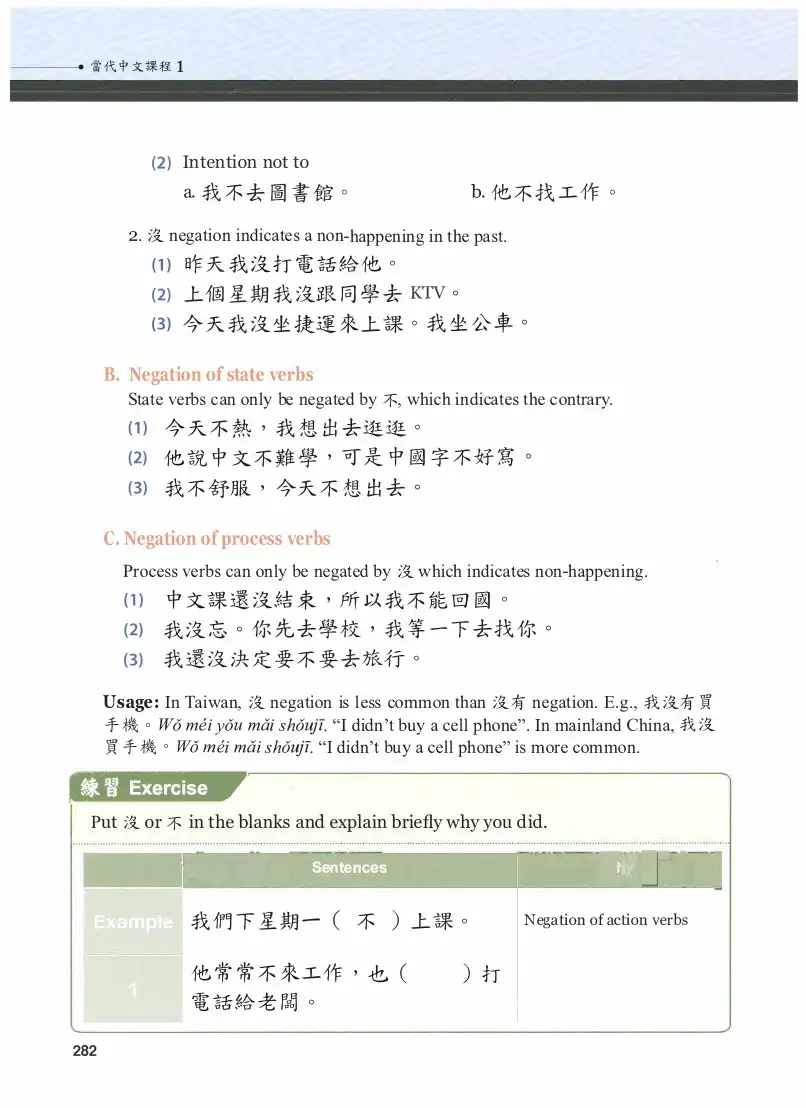 當代中文課程 1
(2) Intention not to
a. 我不去圖書館。 b. 他不找工作。
2. 沒 negation indicates a non-happening in the past.
(1) 昨天我沒打電話給他。
(2) 上個星期我沒跟同學去 KTV。
(3) 今天我沒坐捷運來上課。我坐公車。
B. Negation of state verbs
State verbs can only be negated by 不, which indicates the contrary.
(1) 今天不熱，我想出去逛逛。
(2) 他說中文不難學，可是中國字不好寫。
(3) 我不舒服，今天不想出去。
C. Negation of process verbs
Process verbs can only be negated by 沒 which indicates non-happening.
(1) 中文課還沒結束，所以我不能回國。
(2) 我沒忘。你先去學校，我等一下去找你。
(3) 我還沒決定要不要去旅行。
Usage: In Taiwan, 沒 negation is less common than 沒有 negation. E.g., 我沒有買
手機。Wǒ méi yǒu mǎi shǒujī. “I didn’t buy a cell phone”. In mainland China, 我沒
買手機。Wǒ méi mǎi shǒujī. “I didn’t buy a cell phone” is more common.
練習 Exercise
Put 沒 or 不 in the blanks and explain briefly why you did.
Sentences
Example 我們下星期一（ 不 ）上課。 Negation of action verbs
1 他常常不來工作，也（ ）打
電話給老闆。
282